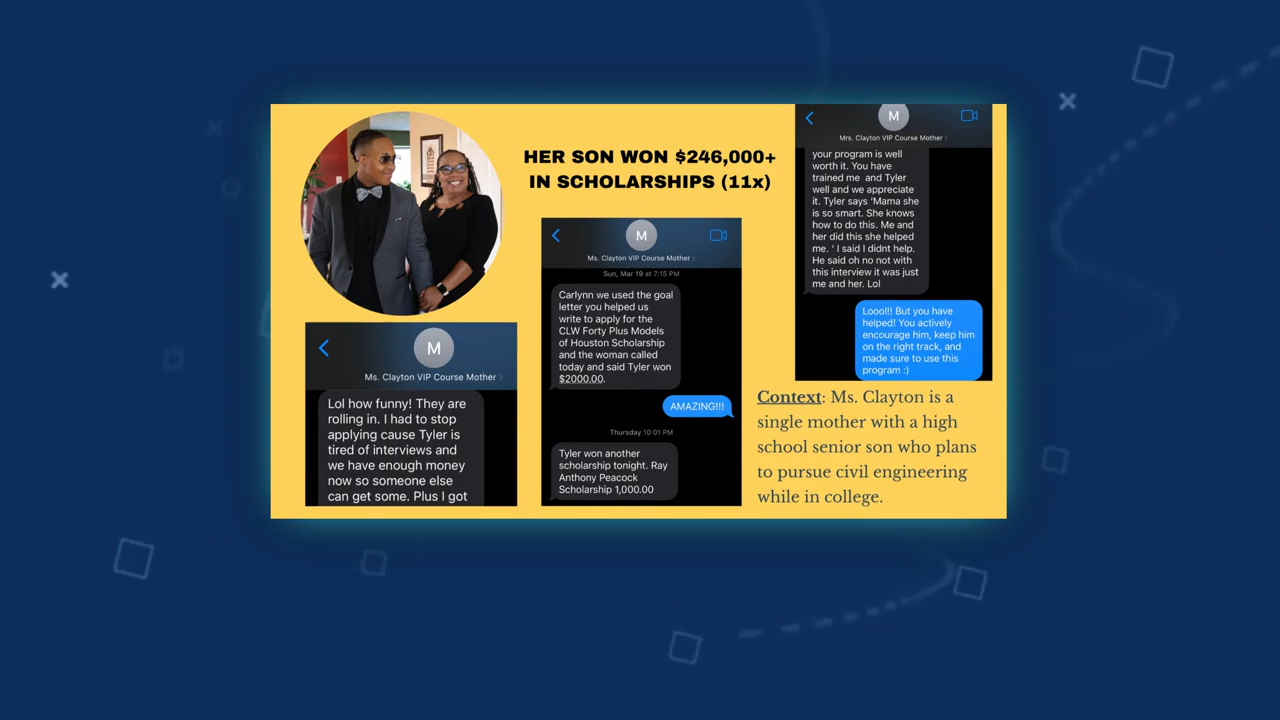 HER SON WON $246,000+
IN SCHOLARSHIPS (11x)
M
Ms. Clayton VIP Course Mother
Lol how funny! They are
rolling in. I had to stop
applying cause Tyler is
tired of interviews and
we have enough money
now so someone else
can get some. Plus I got
M
Ms. Clayton VIP Course Mother
Sun, Mar 19 at 7:15 PM
Carlynn we used the goal
letter you helped us
write to apply for the
CLW Forty Plus Models
of Houston Scholarship
and the woman called
today and said Tyler won
$2000.00.
AMAZING!!!
Thursday 10:01 PM
Tyler won another
scholarship tonight. Ray
Anthony Peacock
Scholarship 1,000.00
M
Mrs. Clayton VIP Course Mother
your program is well
worth it. You have
trained me and Tyler
well and we appreciate
it. Tyler says ‘Mama she
is so smart. She knows
how to do this. Me and
her did this she helped
me. ‘ I said I didnt help.
He said oh no not with
this interview it was just
me and her. Lol
Loool!! But you have
helped! You actively
encourage him, keep him
on the right track, and
made sure to use this
program :)
Context: Ms. Clayton is a
single mother with a high
school senior son who plans
to pursue civil engineering
while in college.